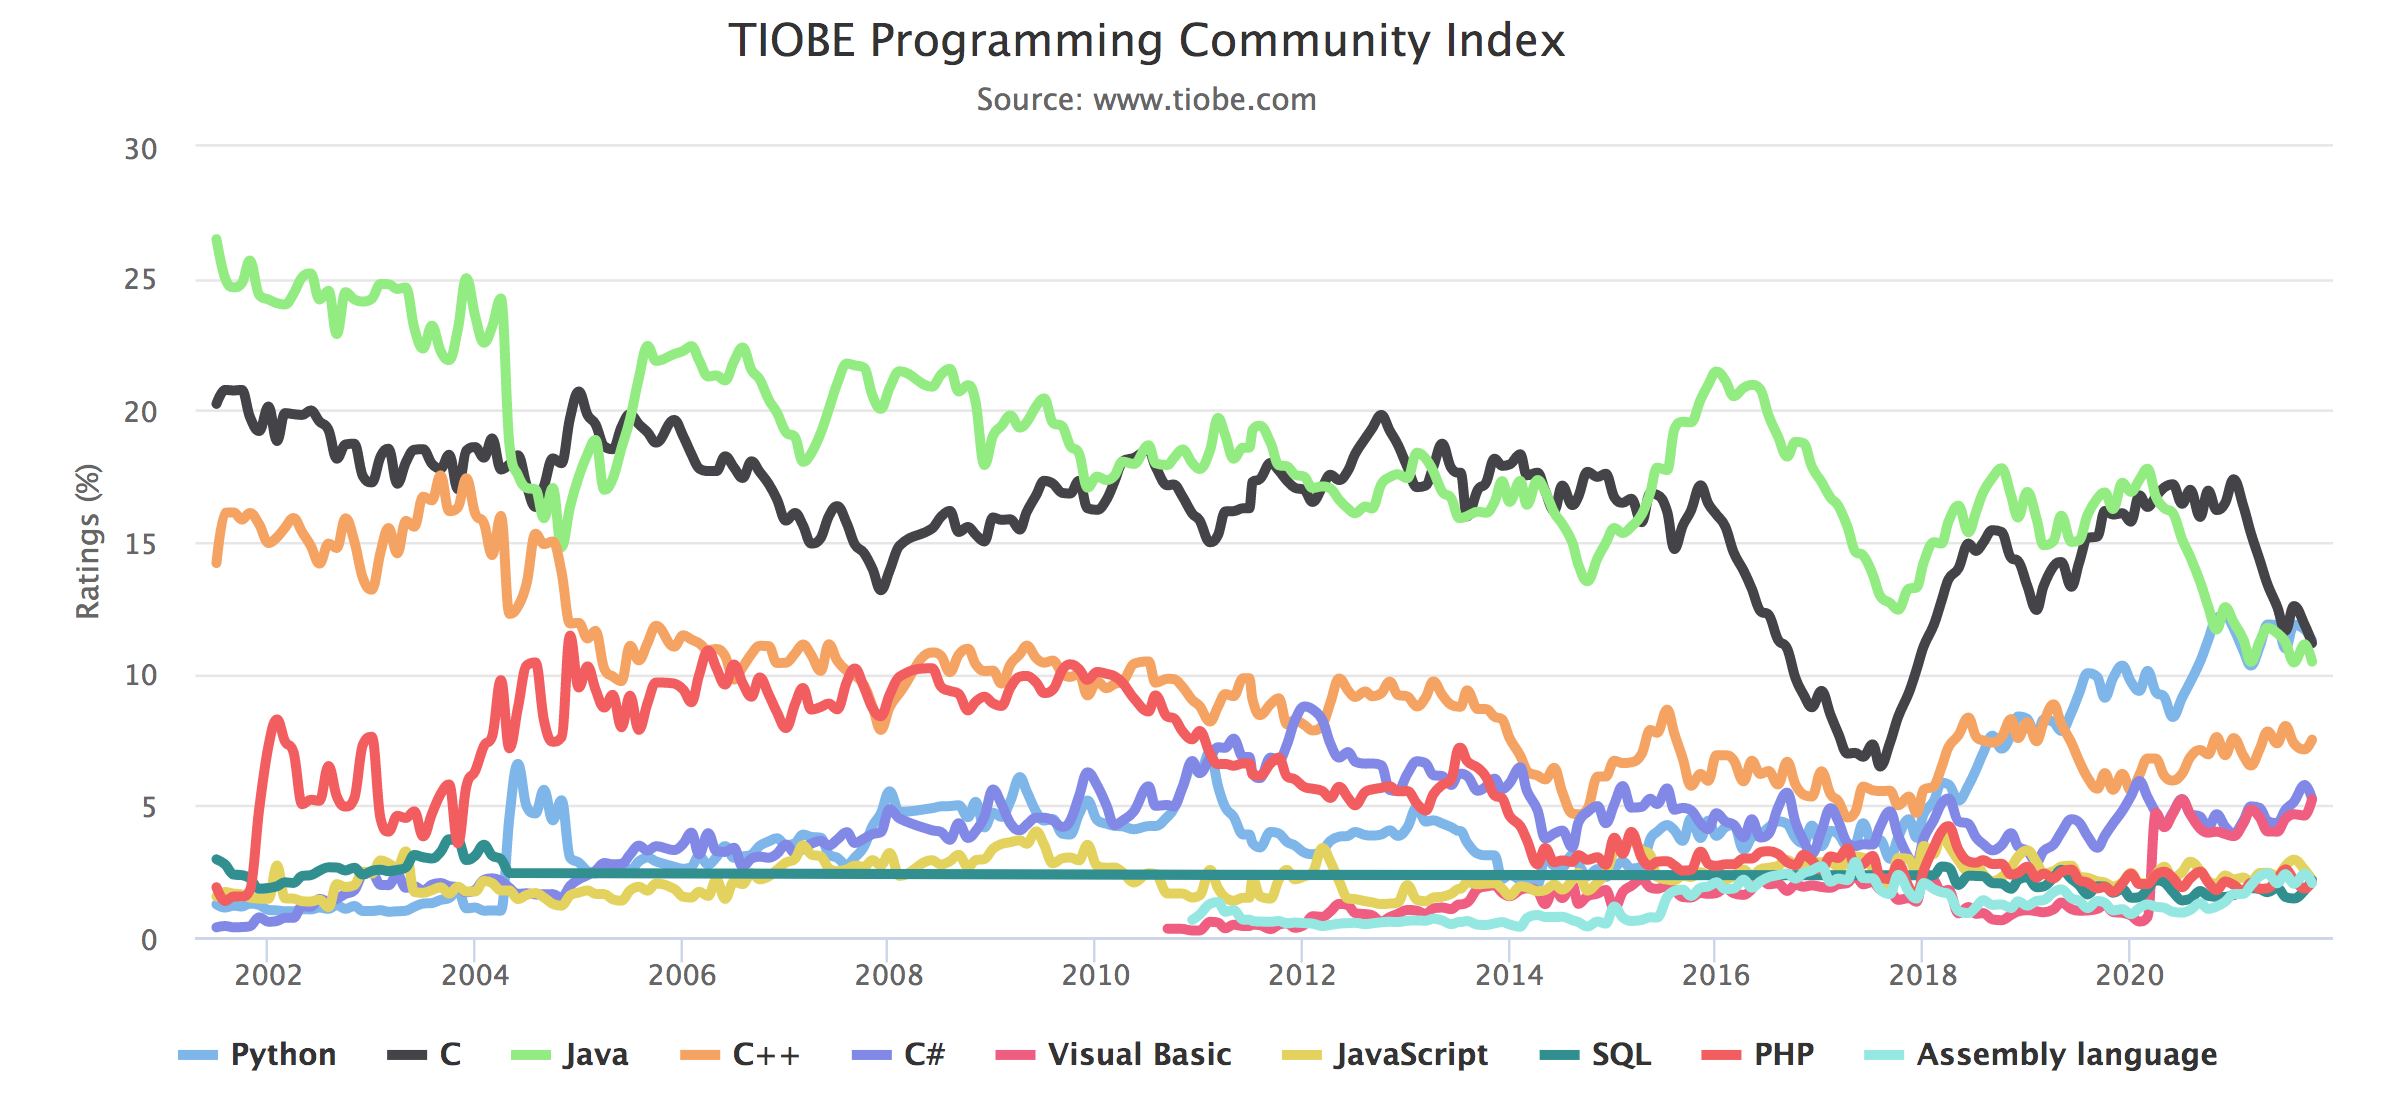 TIOBE Programming Community Index
Source: www.tiobe.com
Ratings (%)
30
25
20
15
10
5
0
2002 2004 2006 2008 2010 2012 2014 2016 2018 2020
Python C Java C++ C# Visual Basic JavaScript SQL PHP Assembly language